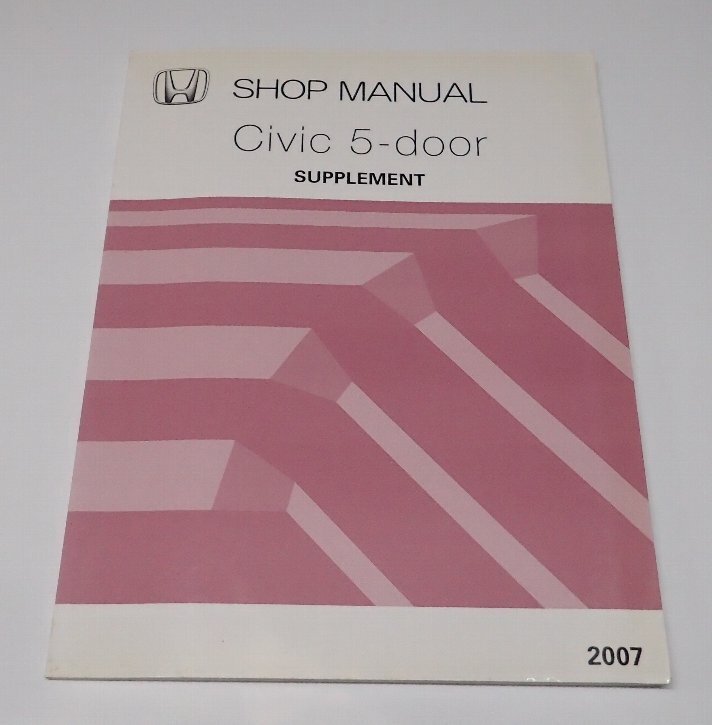 SHOP MANUAL
Civic 5-door
SUPPLEMENT
2007